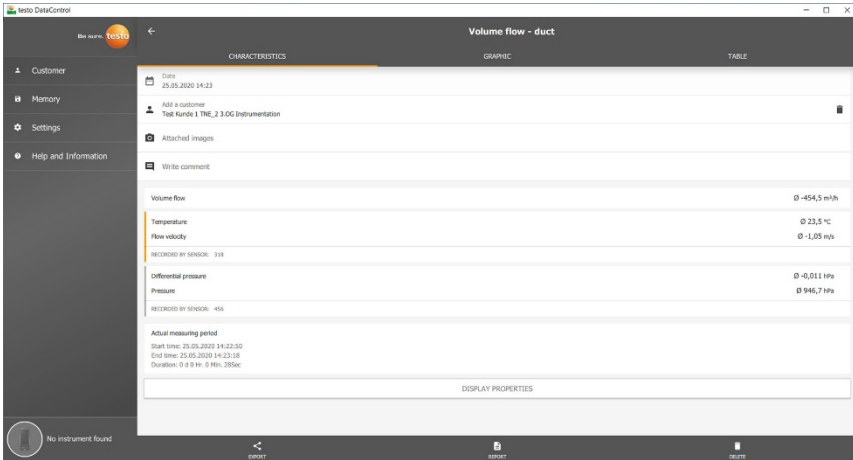 testo DataControl
Be sure. testo
Volume flow - duct
CHARACTERISTICS GRAPHIC TABLE
Customer
Memory
Settings
Help and Information
Date
25.05.2020 14:23
Add a customer
Test Kunde 1 TNE_2 3.OG Instrumentation
Attached images
Write comment
Volume flow Ø -454,5 m³/h
Temperature Ø 23,5 °C
Flow velocity Ø -1,05 m/s
RECORDED BY SENSOR: 310
Differential pressure Ø -0,011 hPa
Pressure Ø 946,7 hPa
RECORDED BY SENSOR: 456
Actual measuring period
Start time: 25.05.2020 14:22:50
End time: 25.05.2020 14:23:18
Duration: 0 d 0 Hr. 0 Min. 28Sec
DISPLAY PROPERTIES
No instrument found
EXPORT REPORT DELETE